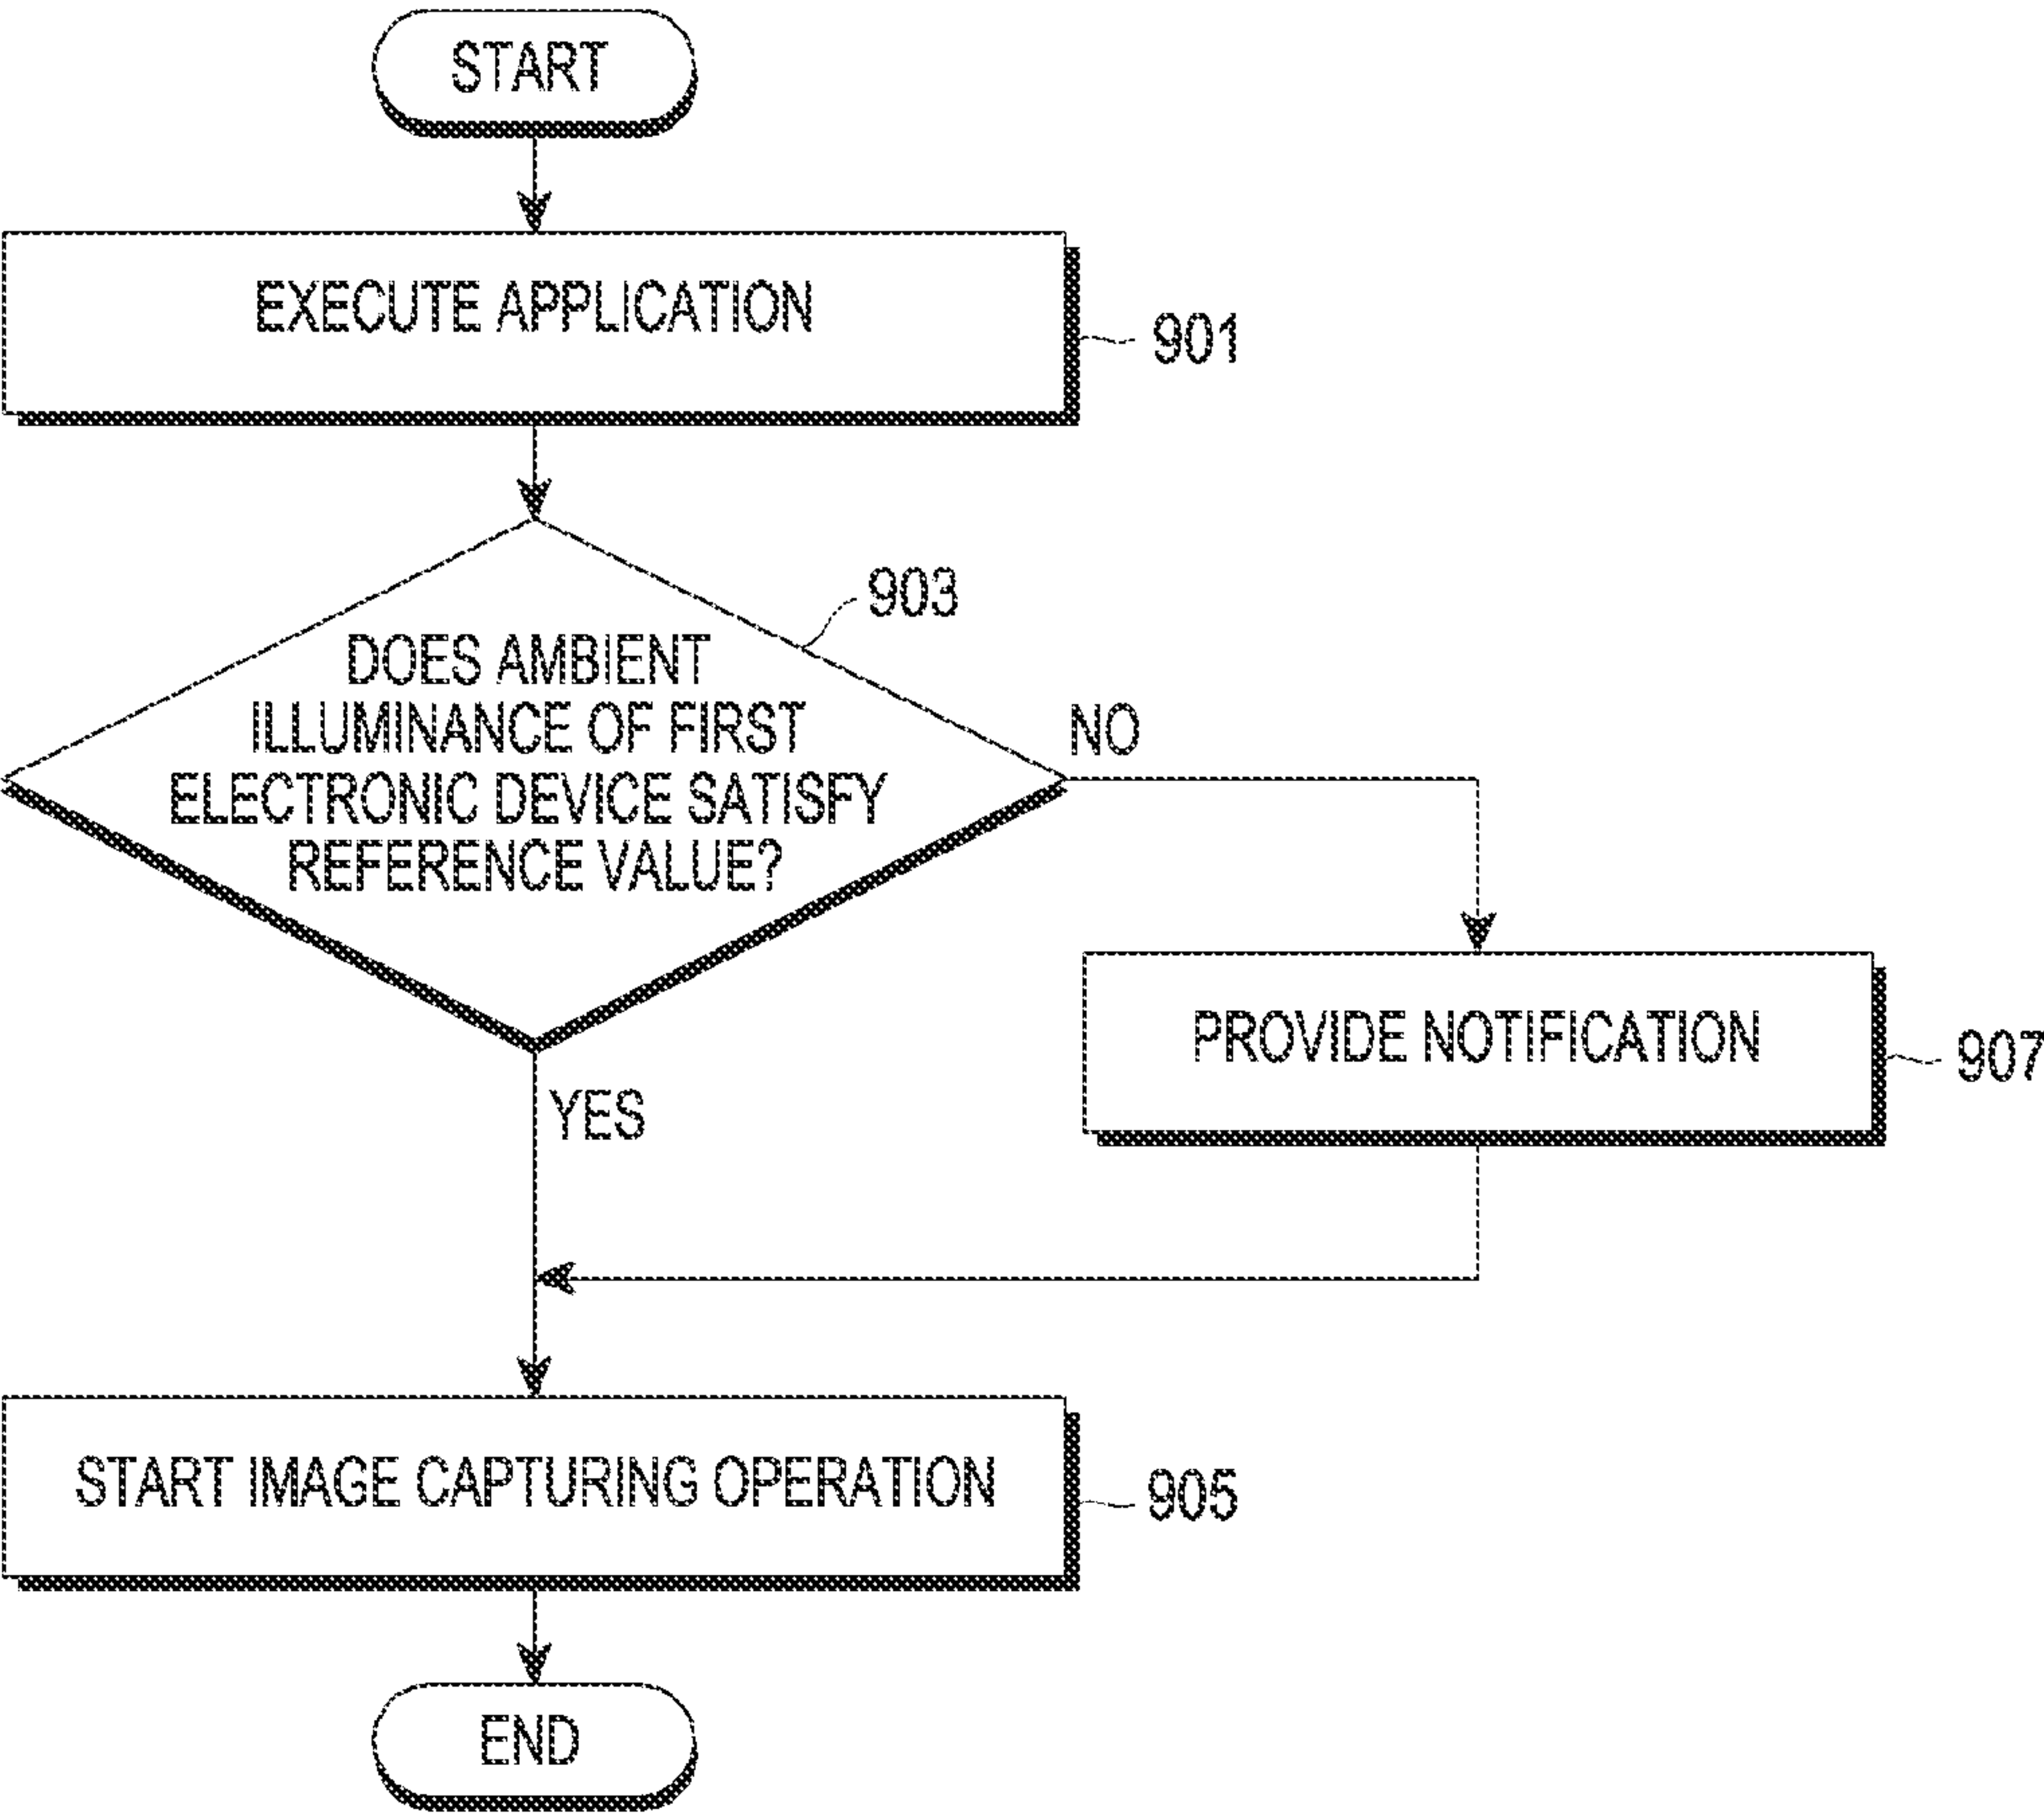 START
EXECUTE APPLICATION
901
903
DOES AMBIENT
ILLUMINANCE OF FIRST
ELECTRONIC DEVICE SATISFY
REFERENCE VALUE?
NO
PROVIDE NOTIFICATION
907
YES
START IMAGE CAPTURING OPERATION
905
END